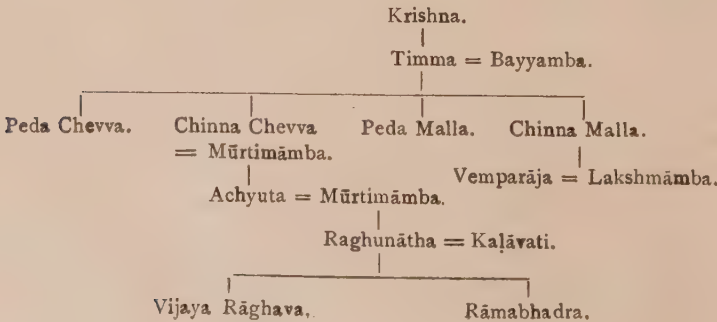 Krishna.
Timma = Bayyamba.
Peda Chevva. Chinna Chevva Peda Malla. Chinna Malla.
= Mūrtimāmba. Vemparāja = Lakshmāmba.
Achyuta = Mūrtimāmba.
Raghunātha = Kaḷāvati.
Vijaya Rāghava. Rāmabhadra.